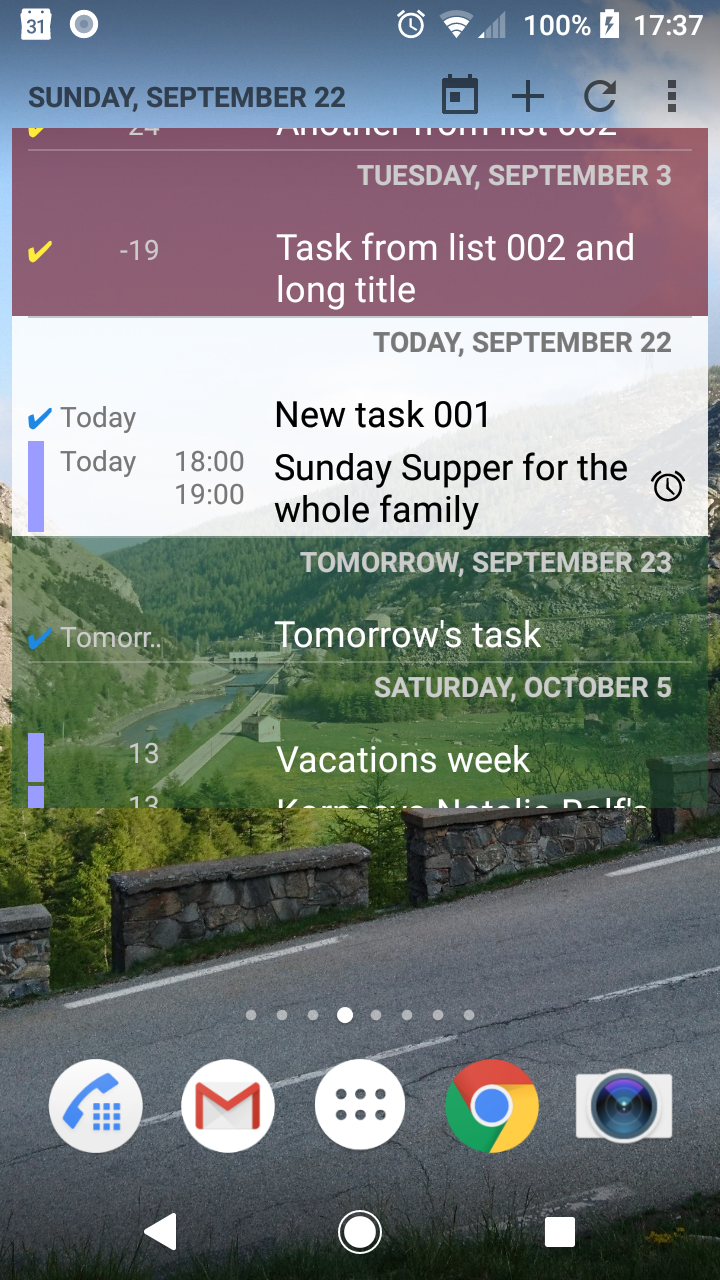 31
100%
17:37
SUNDAY, SEPTEMBER 22
Another from list 002
TUESDAY, SEPTEMBER 3
-19
Task from list 002 and
long title
TODAY, SEPTEMBER 22
Today
New task 001
Today
18:00
19:00
Sunday Supper for the
whole family
TOMORROW, SEPTEMBER 23
Tomorr..
Tomorrow's task
SATURDAY, OCTOBER 5
13
Vacations week
13